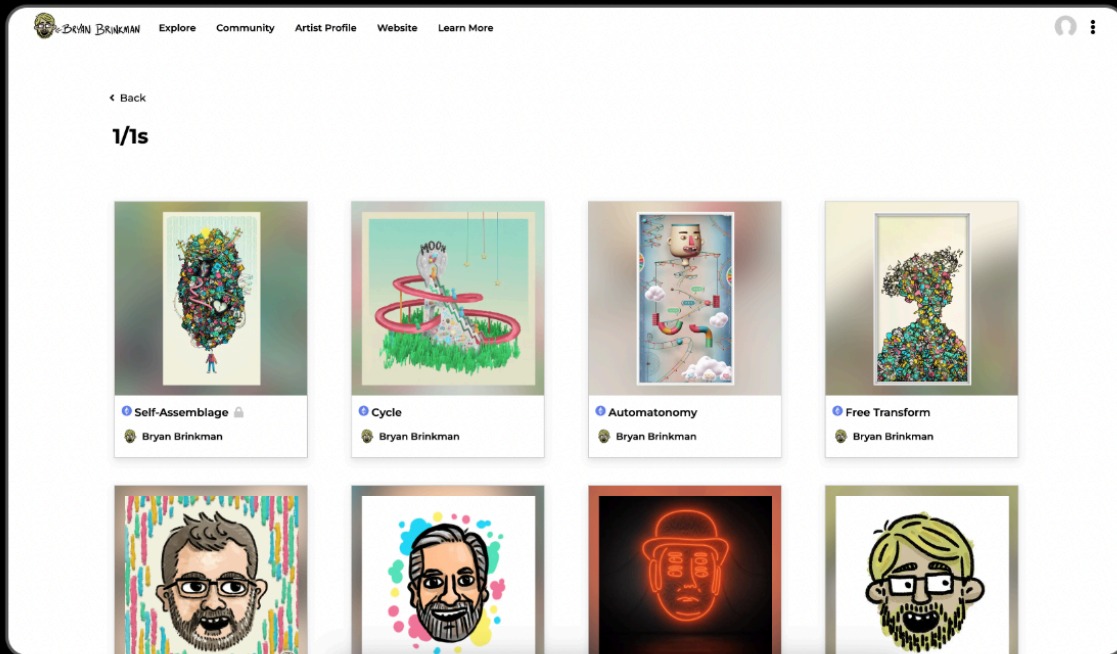 BRYAN BRINKMAN Explore Community Artist Profile Website Learn More
Back
1/1s
MOON
Self-Assemblage Cycle Automatonomy Free Transform
Bryan Brinkman Bryan Brinkman Bryan Brinkman Bryan Brinkman